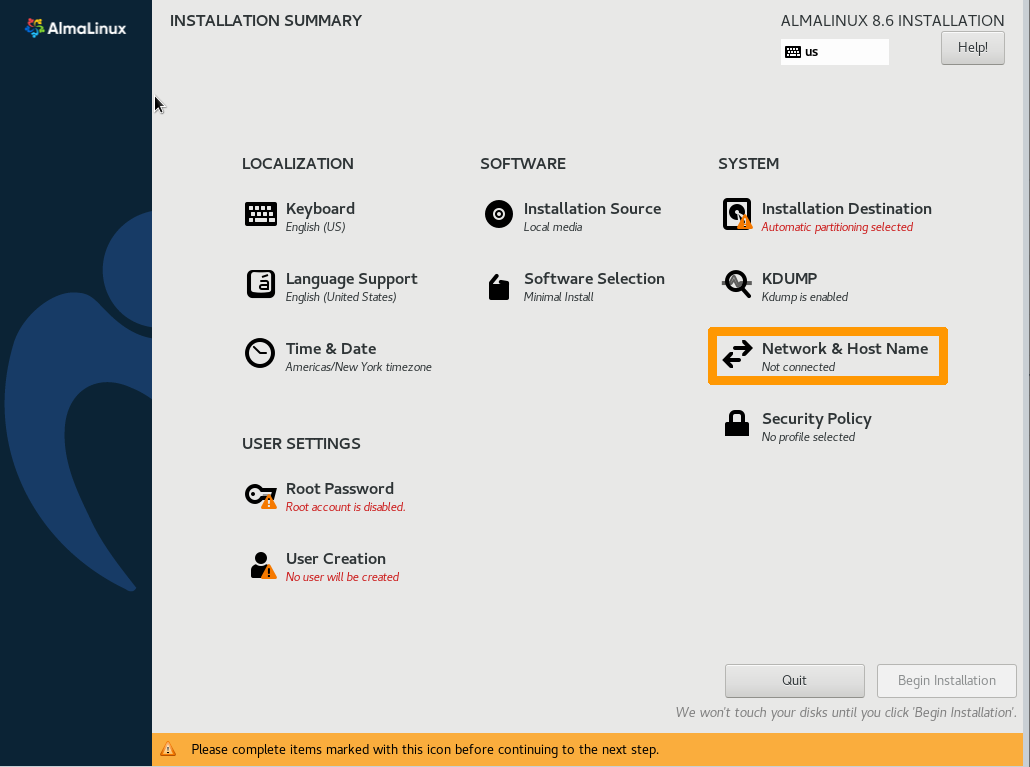 AlmaLinux
INSTALLATION SUMMARY
ALMALINUX 8.6 INSTALLATION
us
Help!
LOCALIZATION
Keyboard
English (US)
Language Support
English (United States)
Time & Date
Americas/New York timezone
USER SETTINGS
Root Password
Root account is disabled.
User Creation
No user will be created
SOFTWARE
Installation Source
Local media
Software Selection
Minimal Install
SYSTEM
Installation Destination
Automatic partitioning selected
KDUMP
Kdump is enabled
Network & Host Name
Not connected
Security Policy
No profile selected
Quit
Begin Installation
We won't touch your disks until you click 'Begin Installation'.
Please complete items marked with this icon before continuing to the next step.